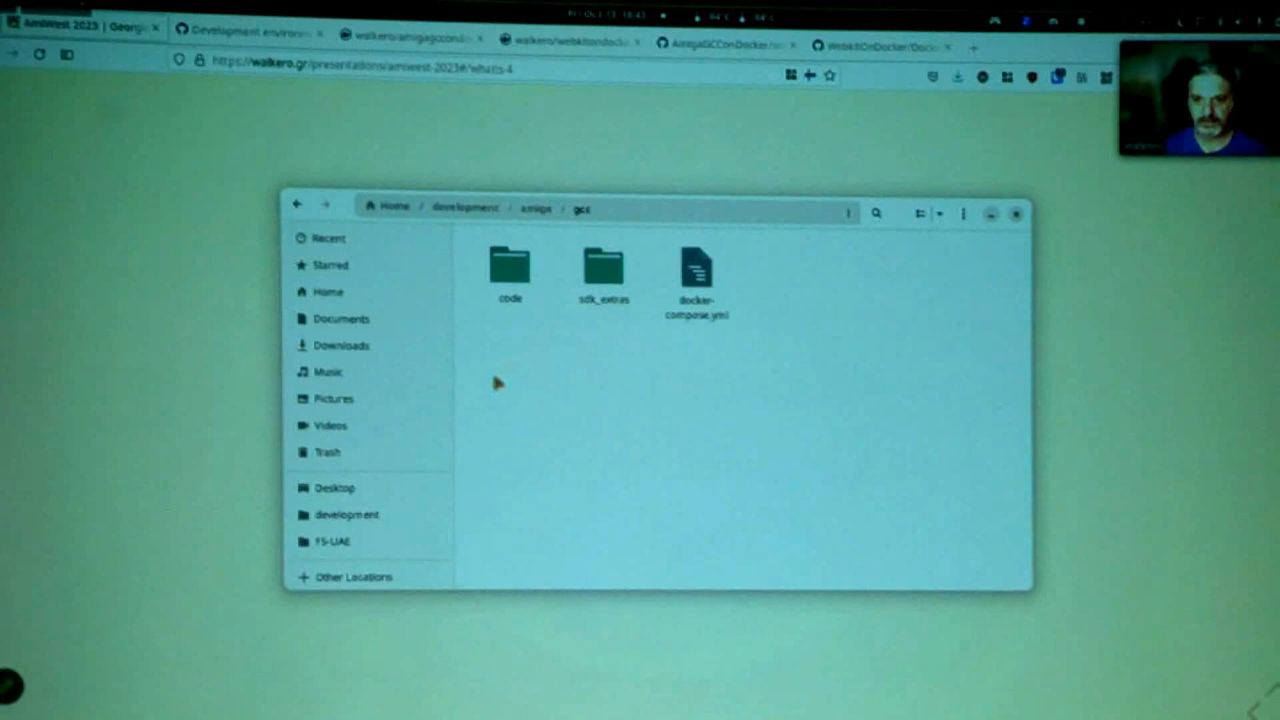 AmiWest 2023 | Georgi
Development environm
walkero/amigagccondo
walkero/webkitondock
AmigaGCConDocker/
WebkitOnDocker/Dock
https://walkero.gr/presentations/amiwest-2023#/whats-4
Home / development / amiga / gcc
Recent
Starred
Home
Documents
Downloads
Music
Pictures
Videos
Trash
Desktop
development
FS-UAE
Other Locations
code
sdk_extras
docker-
compose.yml